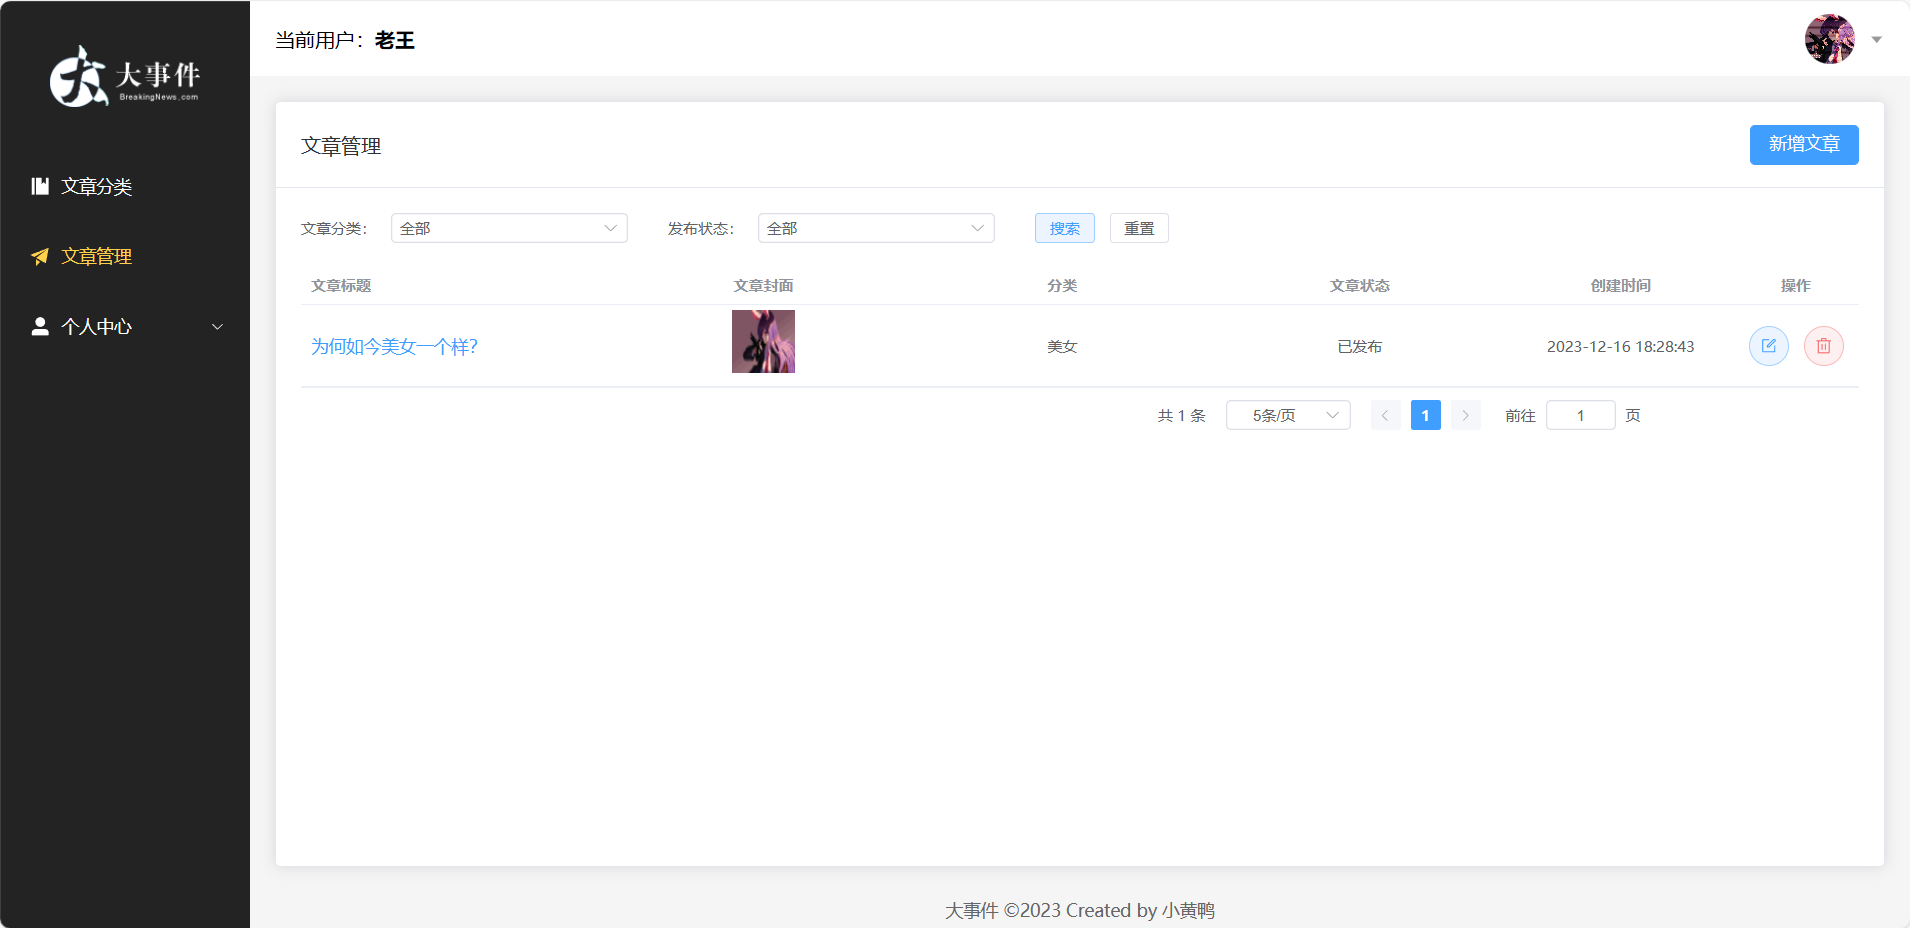 大事件
BreakingNews.com
文章分类
文章管理
个人中心
当前用户：老王
文章管理
新增文章
文章分类： 全部 发布状态： 全部 搜索 重置
文章标题 文章封面 分类 文章状态 创建时间 操作
为何如今美女一个样? 美女 已发布 2023-12-16 18:28:43
共 1 条 5条/页 1 前往 1 页
大事件 ©2023 Created by 小黄鸭